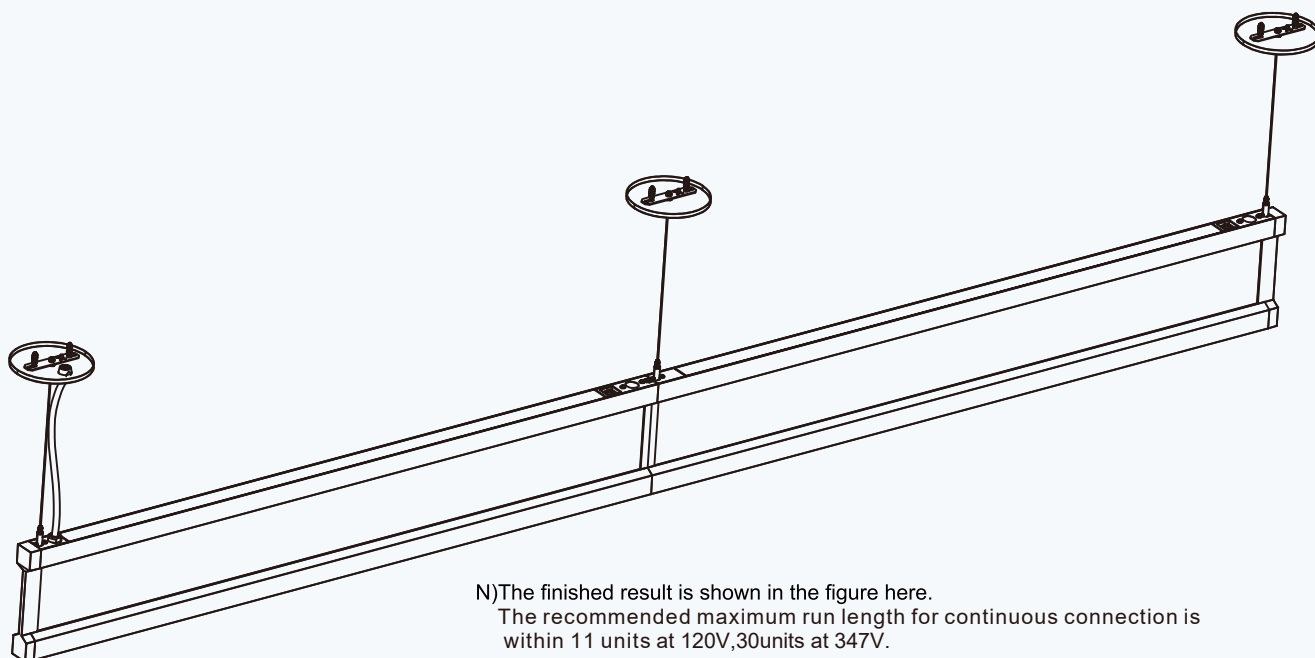 N)The finished result is shown in the figure here.
The recommended maximum run length for continuous connection is
within 11 units at 120V,30units at 347V.